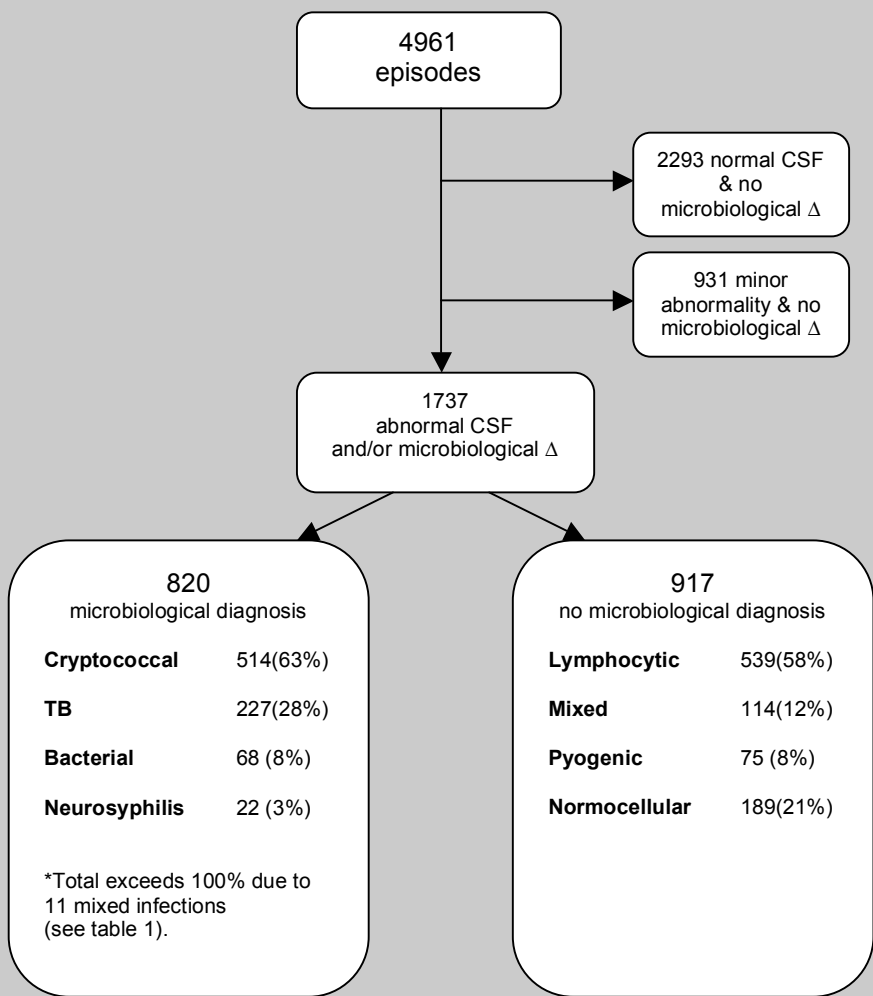 4961
episodes
2293 normal CSF
& no
microbiological Δ
931 minor
abnormality & no
microbiological Δ
1737
abnormal CSF
and/or microbiological Δ
820
microbiological diagnosis
Cryptococcal 514(63%)
TB 227(28%)
Bacterial 68 (8%)
Neurosyphilis 22 (3%)
*Total exceeds 100% due to
11 mixed infections
(see table 1).
917
no microbiological diagnosis
Lymphocytic 539(58%)
Mixed 114(12%)
Pyogenic 75 (8%)
Normocellular 189(21%)